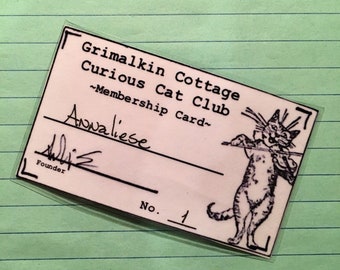 Grimalkin Cottage
Curious Cat Club
~Membership Card~
Annaliese
Founder
No. 1